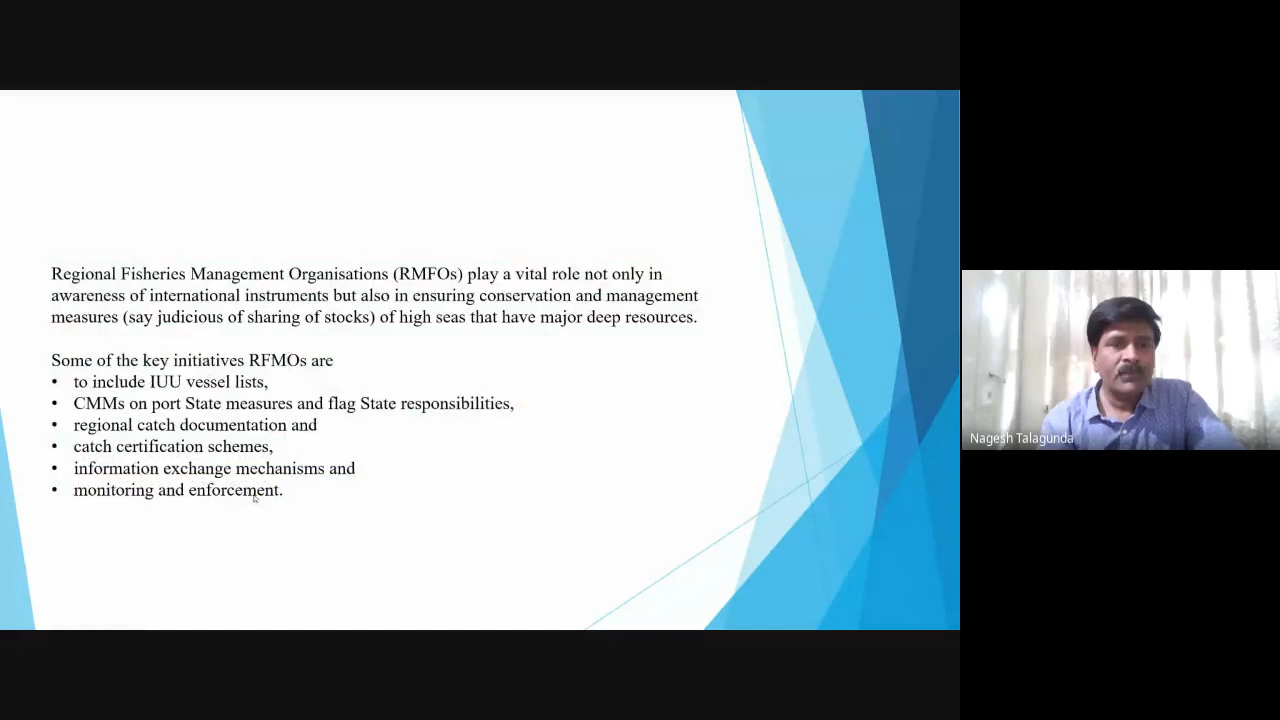 Regional Fisheries Management Organisations (RMFOs) play a vital role not only in
awareness of international instruments but also in ensuring conservation and management
measures (say judicious of sharing of stocks) of high seas that have major deep resources.
Some of the key initiatives RFMOs are
• to include IUU vessel lists,
• CMMs on port State measures and flag State responsibilities,
• regional catch documentation and
• catch certification schemes,
• information exchange mechanisms and
• monitoring and enforcement.
Nagesh Talagunda